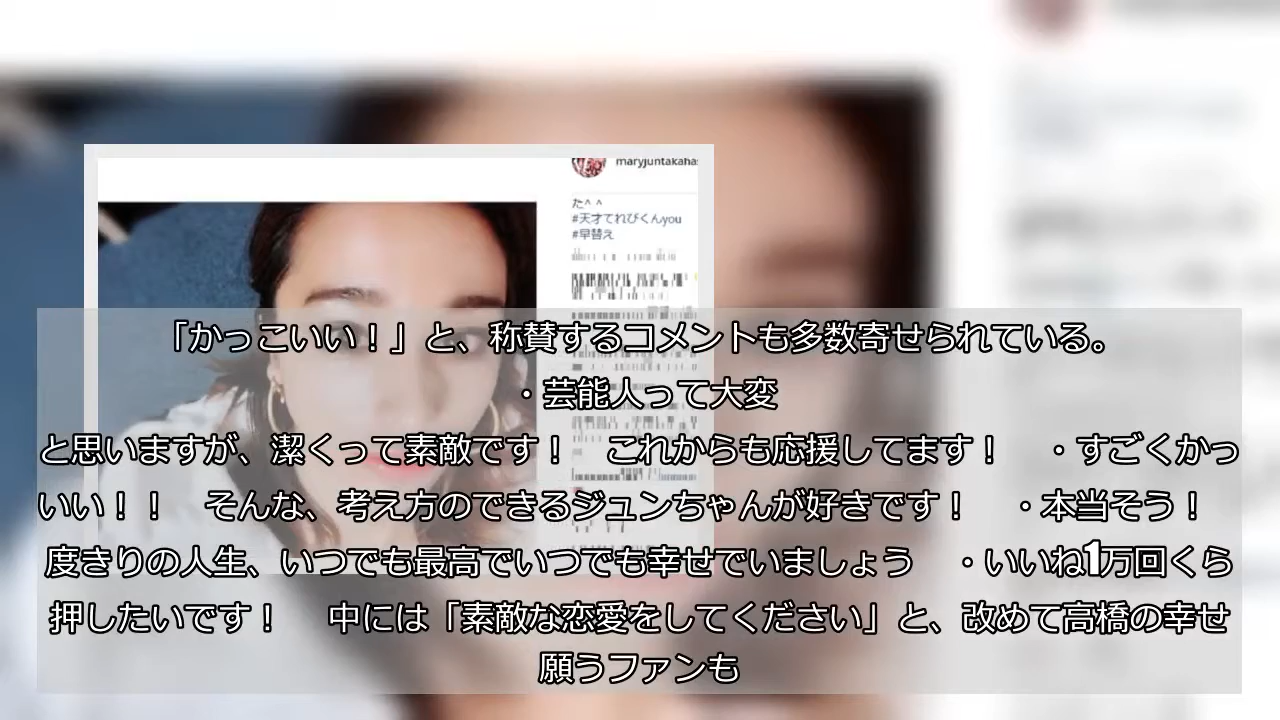 maryjuntakaha
た^ ^
#天才てれびくんyou
#早替え
「かっこいい！」と、称賛するコメントも多数寄せられている。
・芸能人って大変
と思いますが、潔くって素敵です！　これからも応援してます！　・すごくかっ
いい！！　そんな、考え方のできるジュンちゃんが好きです！　・本当そう！
度きりの人生、いつでも最高でいつでも幸せでいましょう　・いいね1万回くら
押したいです！　中には「素敵な恋愛をしてください」と、改めて高橋の幸せ
願うファンも